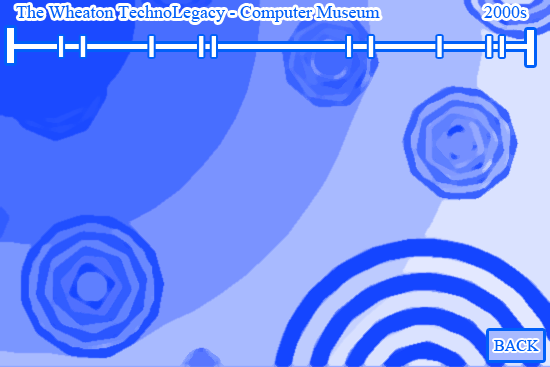 The Wheaton TechnoLegacy - Computer Museum
2000s
BACK